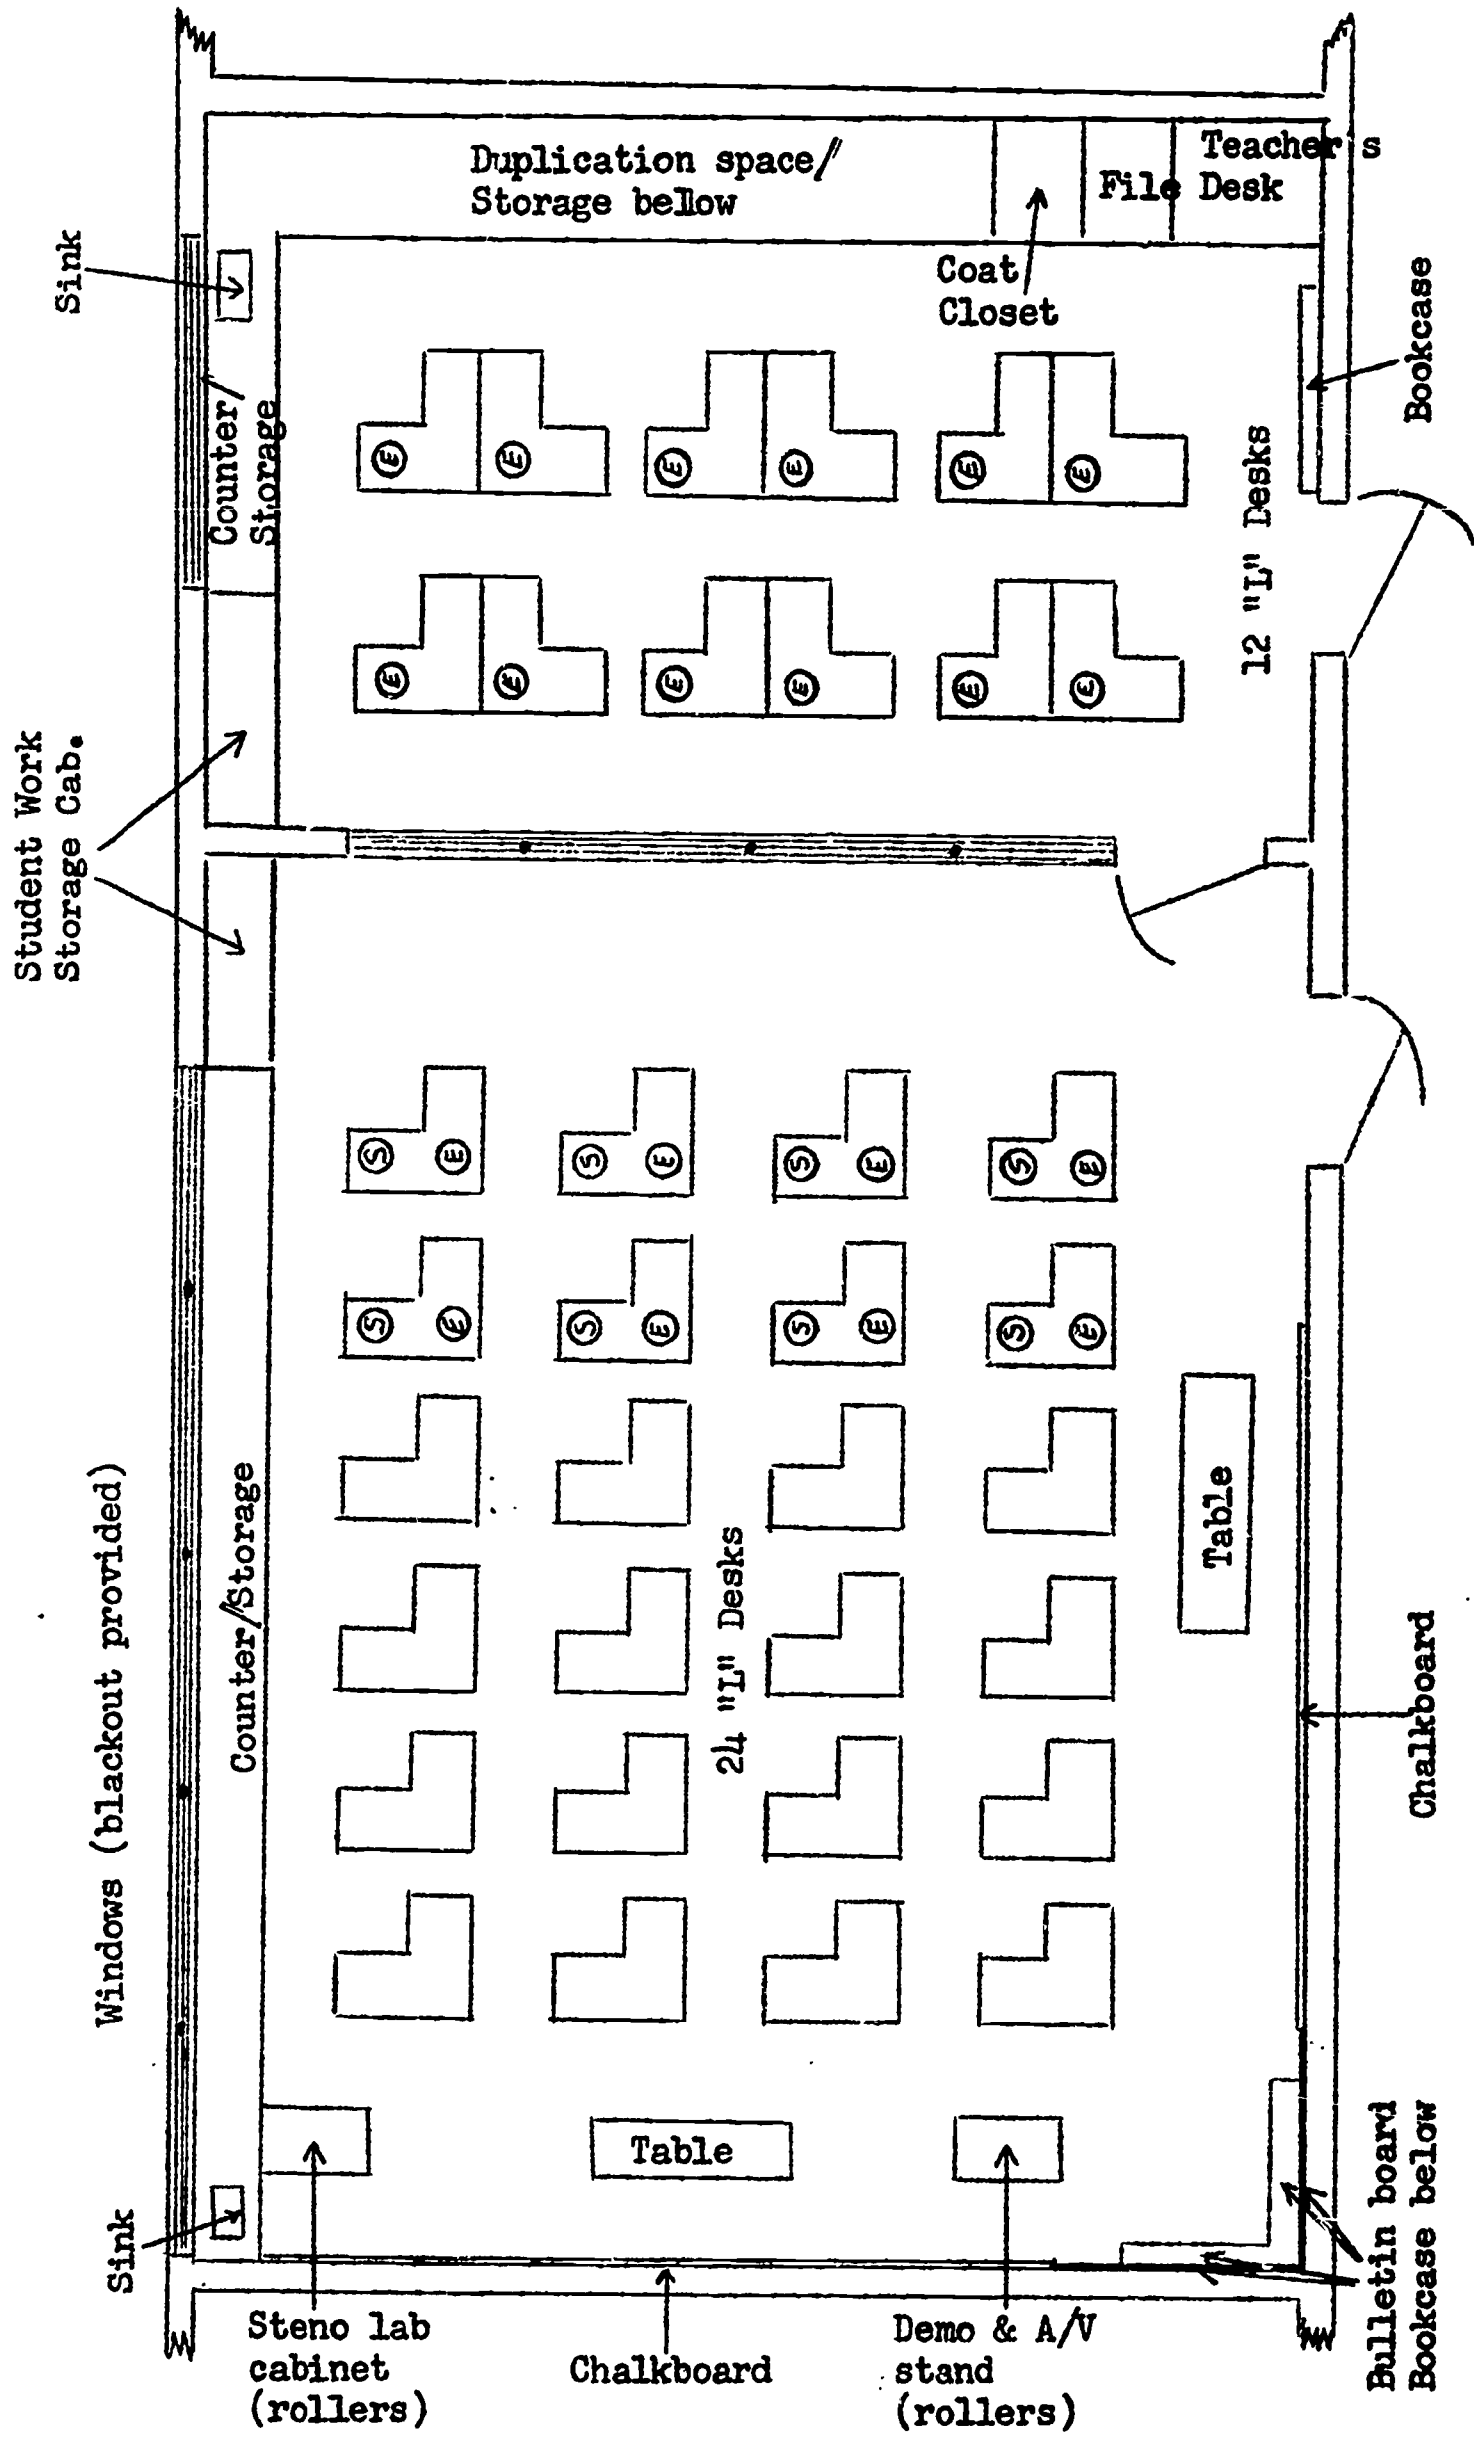 Duplication space/
Storage below
Teacher's
File Desk
Coat
Closet
Sink
Counter/
Storage
Bookcase
E E E E E E
12 "L" Desks
E E E E E E
Student Work
Storage Cab.
S E S E S E S E
S E S E S E S E
Windows (blackout provided)
Counter/Storage
24 "L" Desks
Table
Chalkboard
Table
Sink
Bulletin board
Bookcase below
Steno lab
cabinet
(rollers)
Chalkboard
Demo & A/V
stand
(rollers)